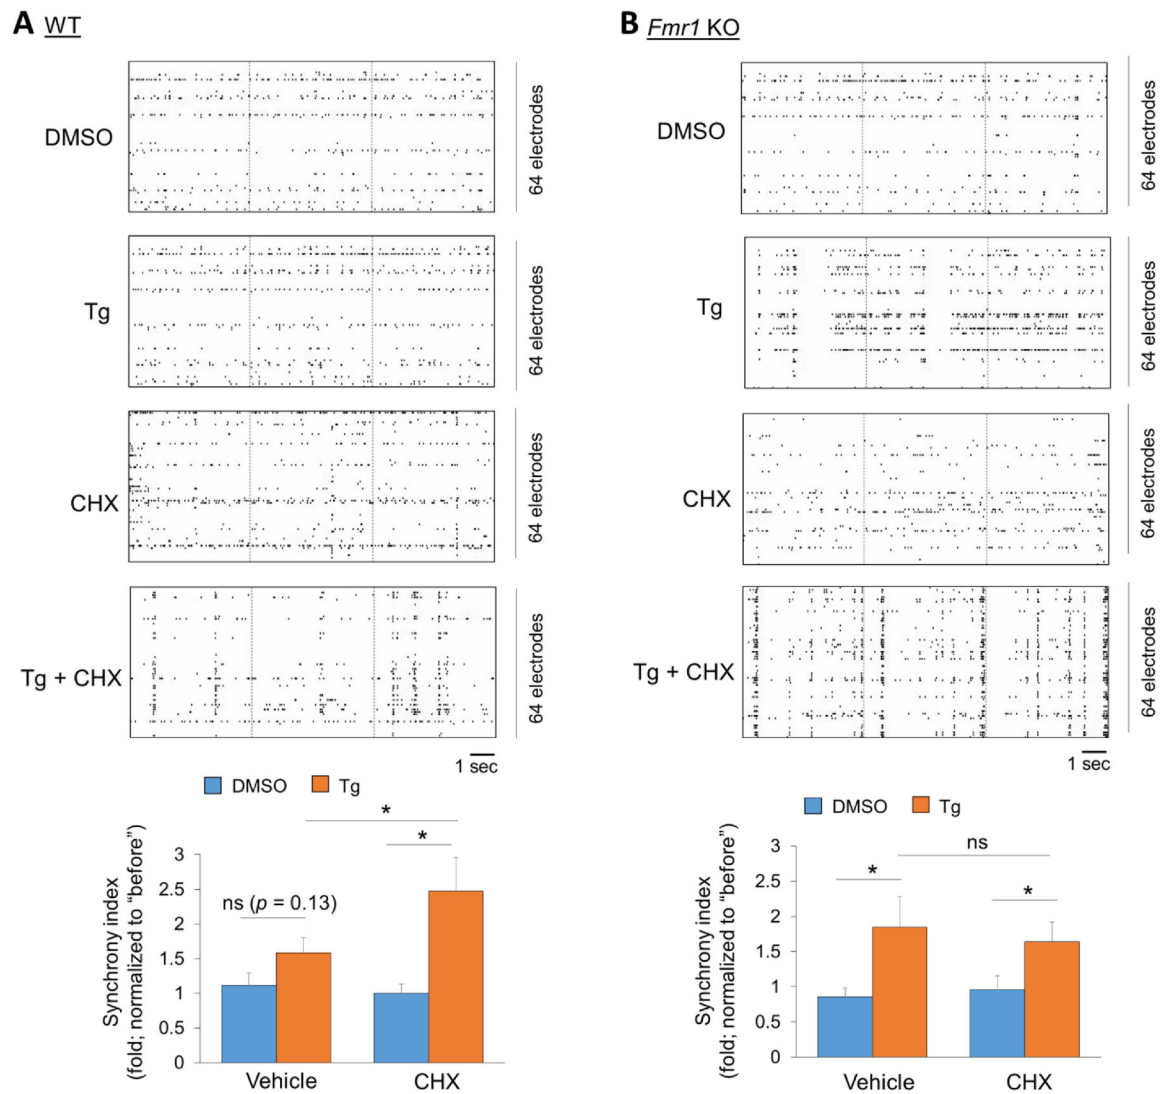 A WT
DMSO
64 electrodes
Tg
64 electrodes
CHX
64 electrodes
Tg + CHX
64 electrodes
1 sec
DMSO Tg
Synchrony index
(fold; normalized to “before”)
3
2.5
2
1.5
1
0.5
0
ns (p = 0.13)
*
*
Vehicle CHX
B Fmr1 KO
DMSO
64 electrodes
Tg
64 electrodes
CHX
64 electrodes
Tg + CHX
64 electrodes
1 sec
DMSO Tg
Synchrony index
(fold; normalized to “before”)
3
2.5
2
1.5
1
0.5
0
*
ns
*
Vehicle CHX